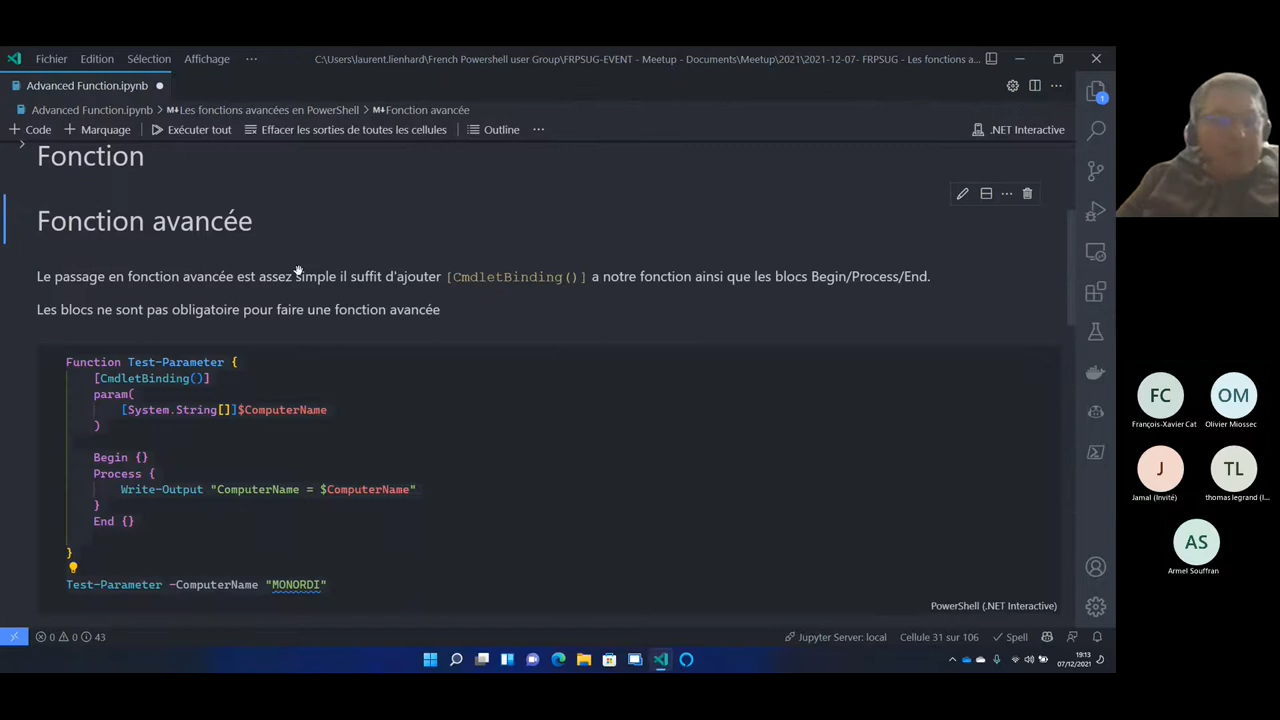 Fichier Edition Sélection Affichage ··· C:\Users\laurent.lienhard\French Powershell user Group\FRPSUG-EVENT - Meetup - Documents\Meetup\2021\2021-12-07- FRPSUG - Les fonctions a...
Advanced Function.ipynb
Advanced Function.ipynb > Les fonctions avancées en PowerShell > Fonction avancée
+ Code + Marquage Exécuter tout Effacer les sorties de toutes les cellules Outline ··· .NET Interactive
Fonction
Fonction avancée
Le passage en fonction avancée est assez simple il suffit d'ajouter [CmdletBinding()] a notre fonction ainsi que les blocs Begin/Process/End.
Les blocs ne sont pas obligatoire pour faire une fonction avancée
Function Test-Parameter {
[CmdletBinding()]
param(
[System.String[]]$ComputerName
)
Begin {}
Process {
Write-Output "ComputerName = $ComputerName"
}
End {}
}
Test-Parameter -ComputerName "MONORDI"
PowerShell (.NET Interactive)
0 0 43 Jupyter Server: local Cellule 31 sur 106 Spell
19:13
07/12/2021
1
FC OM
François-Xavier Cat Olivier Miossec
J TL
Jamal (Invité) thomas legrand (I...
AS
Armel Souffran